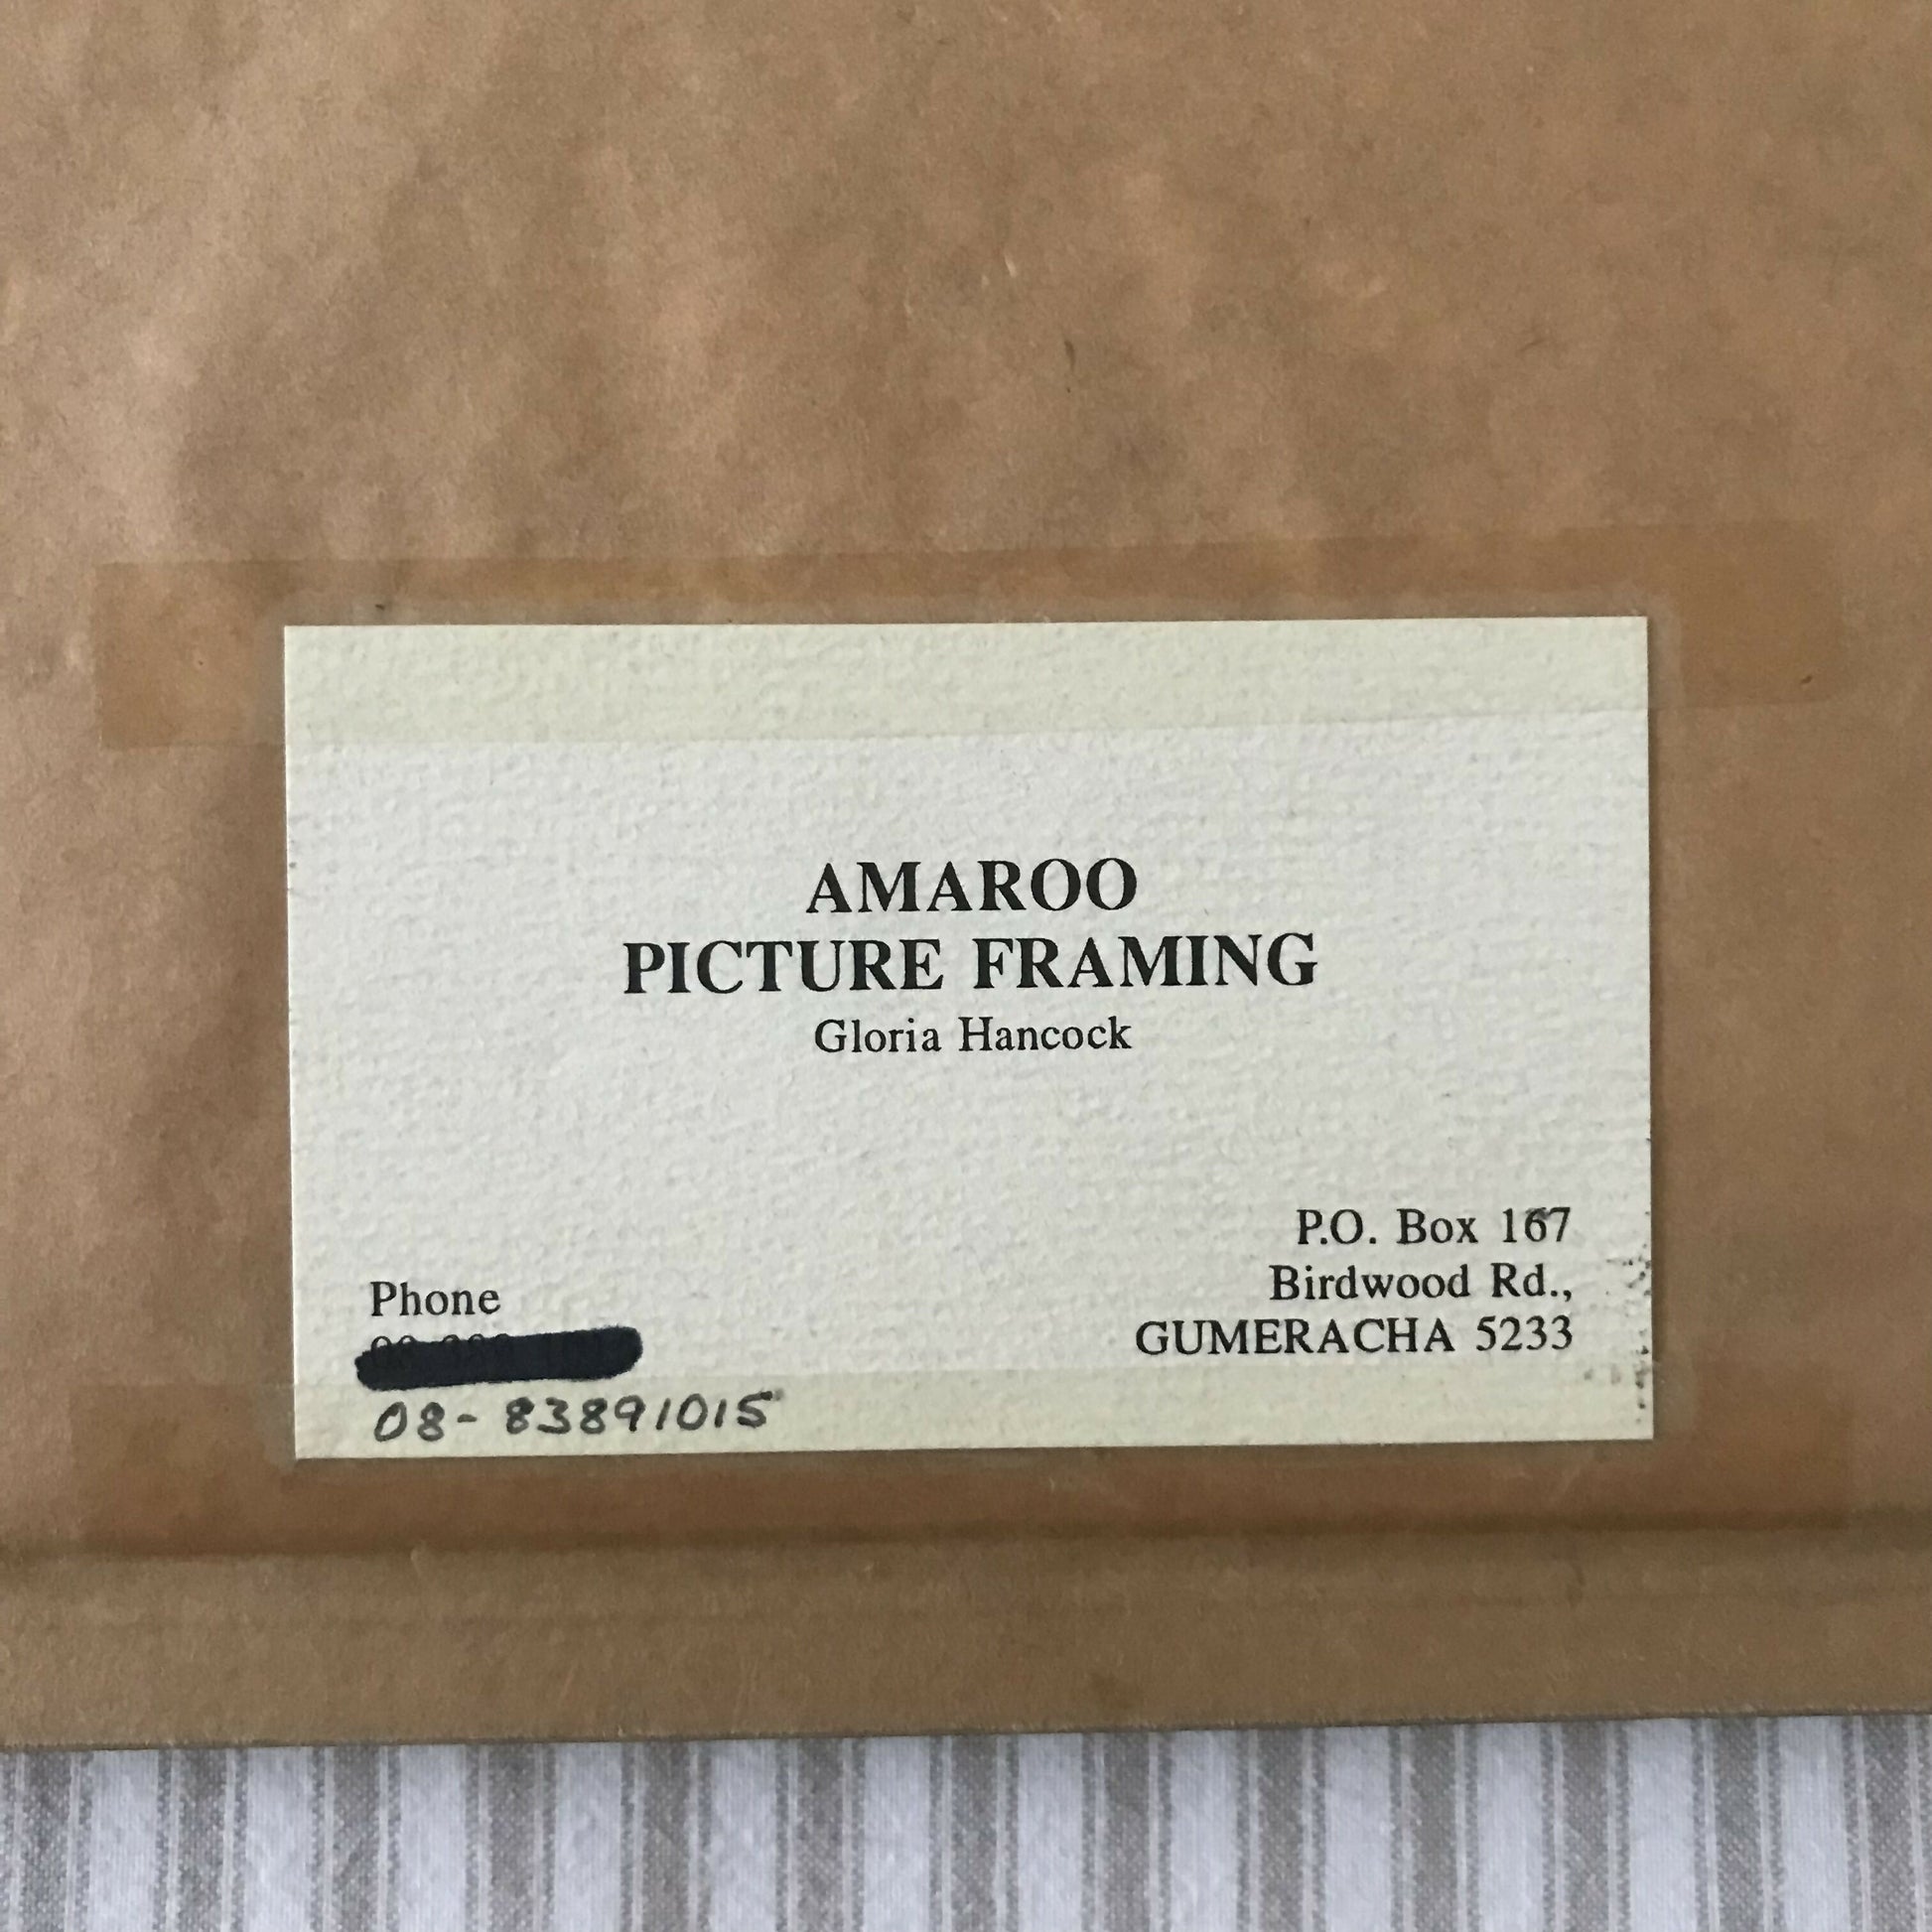 AMAROO
PICTURE FRAMING
Gloria Hancock
P.O. Box 167
Birdwood Rd.,
GUMERACHA 5233
Phone
08-83891015